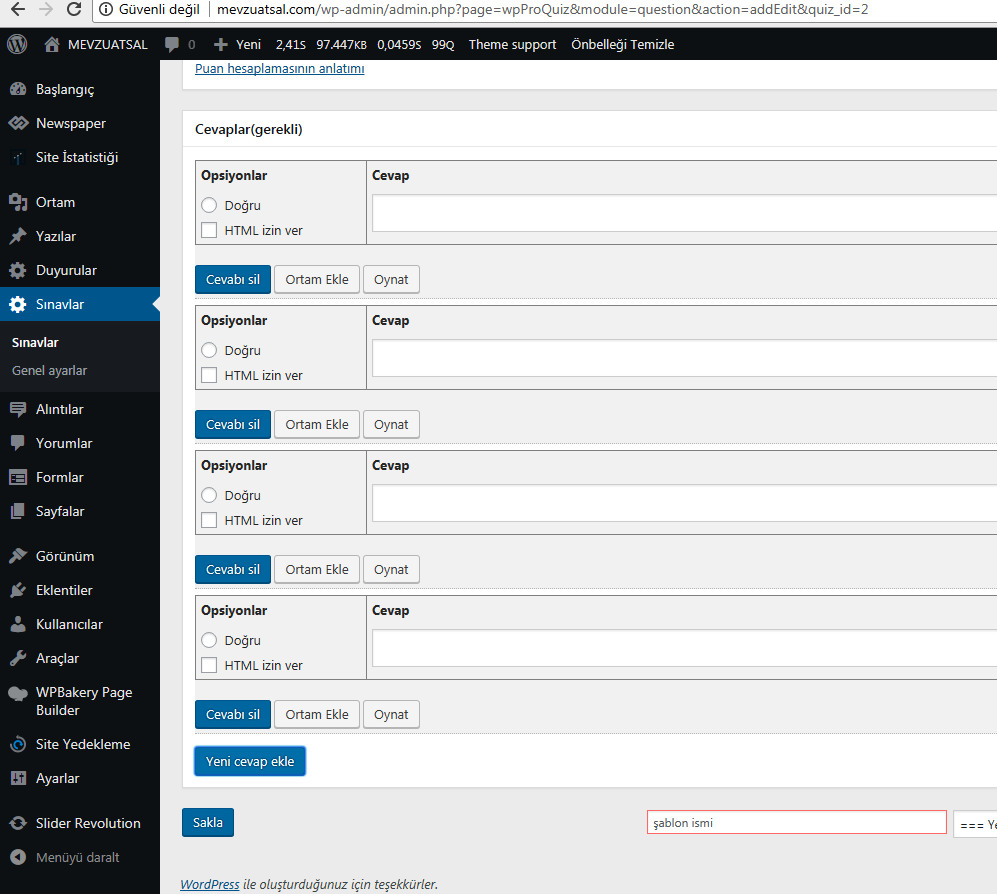 Güvenli değil mevzuatsal.com/wp-admin/admin.php?page=wpProQuiz&module=question&action=addEdit&quiz_id=2
MEVZUATSAL 0 Yeni 2,41S 97.447KB 0,0459S 99Q Theme support Önbelleği Temizle
Başlangıç
Newspaper
Site İstatistiği
Ortam
Yazılar
Duyurular
Sınavlar
Sınavlar
Genel ayarlar
Alıntılar
Yorumlar
Formlar
Sayfalar
Görünüm
Eklentiler
Kullanıcılar
Araçlar
WPBakery Page
Builder
Site Yedekleme
Ayarlar
Slider Revolution
Menüyü daralt
Puan hesaplamasının anlatımı
Cevaplar(gerekli)
Opsiyonlar Cevap
Doğru
HTML izin ver
Cevabı sil Ortam Ekle Oynat
Opsiyonlar Cevap
Doğru
HTML izin ver
Cevabı sil Ortam Ekle Oynat
Opsiyonlar Cevap
Doğru
HTML izin ver
Cevabı sil Ortam Ekle Oynat
Opsiyonlar Cevap
Doğru
HTML izin ver
Cevabı sil Ortam Ekle Oynat
Yeni cevap ekle
Sakla şablon ismi ===
WordPress ile oluşturduğunuz için teşekkürler.